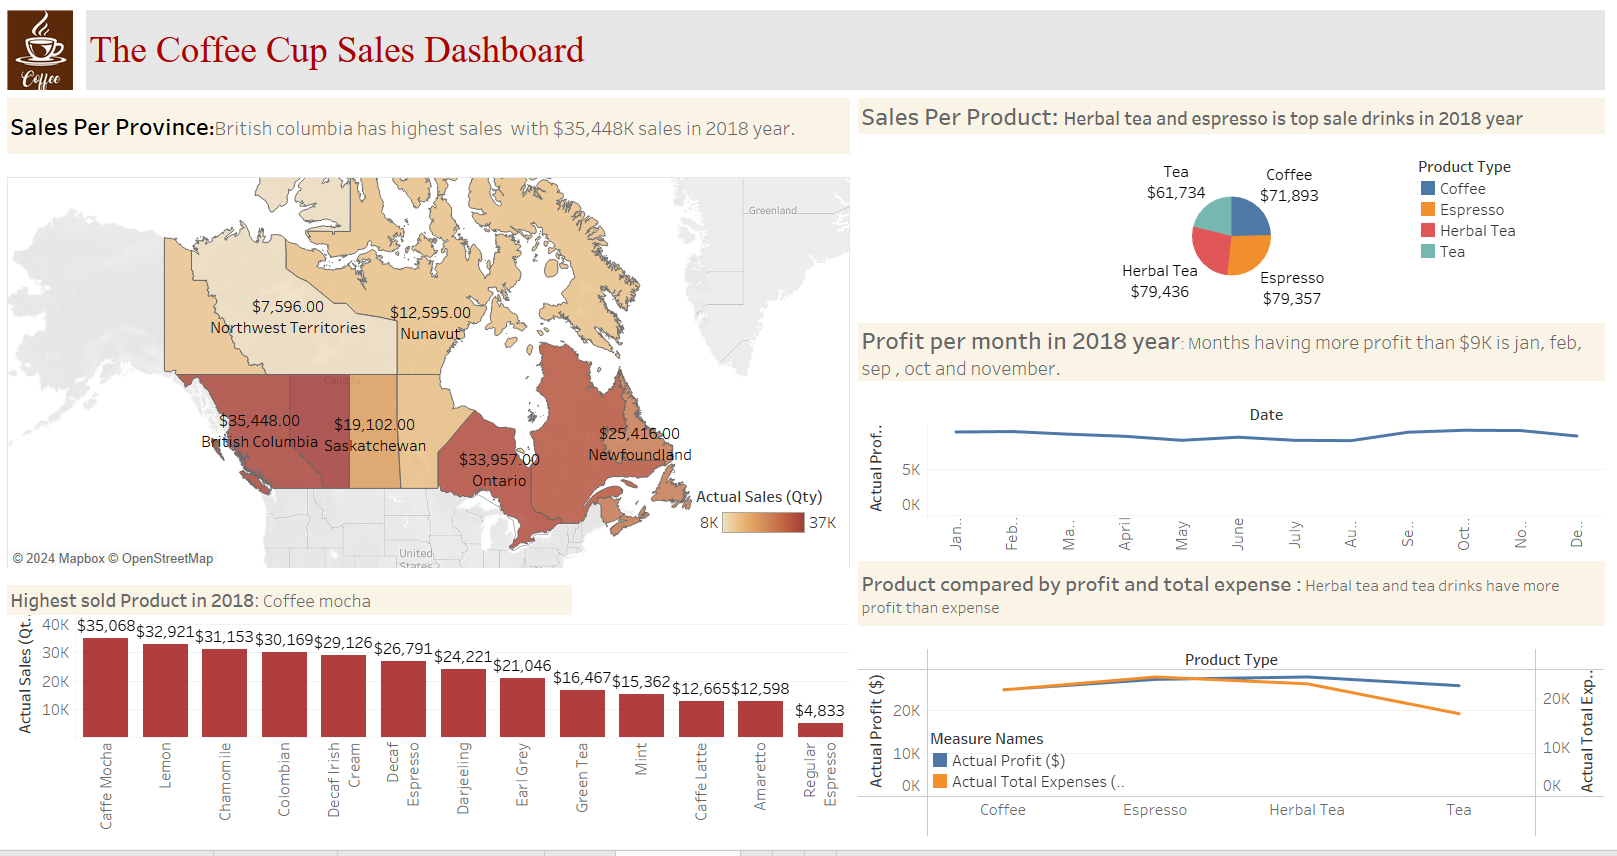 Coffee
The Coffee Cup Sales Dashboard
Sales Per Province:British columbia has highest sales with $35,448K sales in 2018 year.
Greenland
$7,596.00
Northwest Territories
$12,595.00
Nunavut
Canada
$35,448.00
British Columbia
$19,102.00
Saskatchewan
$33,957.00
Ontario
$25,416.00
Newfoundland
Actual Sales (Qty)
8K
37K
United
States
© 2024 Mapbox © OpenStreetMap
Highest sold Product in 2018: Coffee mocha
Actual Sales (Qt..
40K
30K
20K
10K
$35,068
$32,921
$31,153
$30,169
$29,126
$26,791
$24,221
$21,046
$16,467
$15,362
$12,665
$12,598
$4,833
Caffe Mocha
Lemon
Chamomile
Colombian
Decaf Irish
Cream
Decaf
Espresso
Darjeeling
Earl Grey
Green Tea
Mint
Caffe Latte
Amaretto
Regular
Espresso
Sales Per Product: Herbal tea and espresso is top sale drinks in 2018 year
Tea
$61,734
Coffee
$71,893
Herbal Tea
$79,436
Espresso
$79,357
Product Type
Coffee
Espresso
Herbal Tea
Tea
Profit per month in 2018 year: Months having more profit than $9K is jan, feb,
sep , oct and november.
Date
Actual Prof..
5K
0K
Jan..
Feb..
Ma..
April
May
June
July
Au..
Se..
Oct..
No..
De..
Product compared by profit and total expense : Herbal tea and tea drinks have more
profit than expense
Product Type
Actual Profit ($)
20K
10K
0K
Measure Names
Actual Profit ($)
Actual Total Expenses (..
20K
10K
0K
Actual Total Exp..
Coffee
Espresso
Herbal Tea
Tea